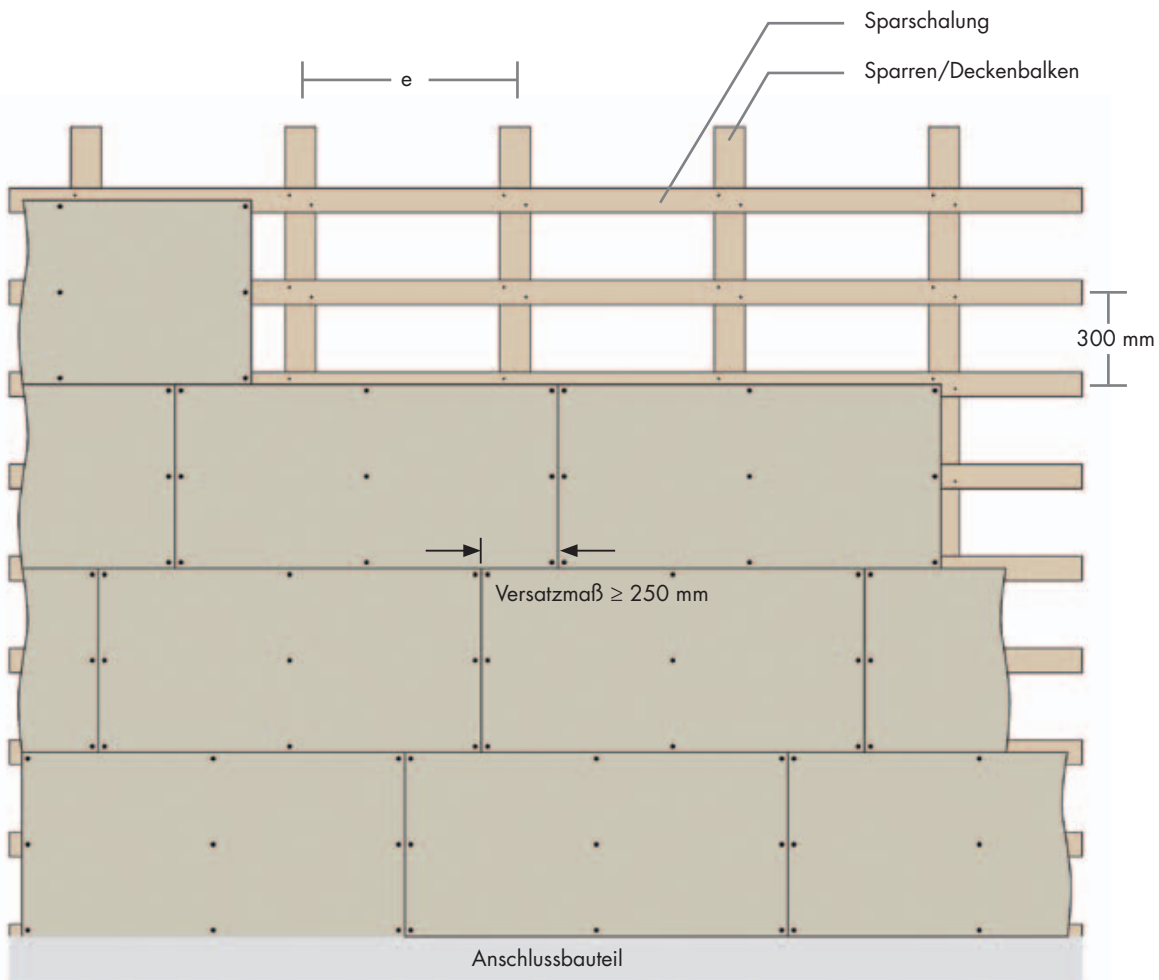 Sparschalung
e
Sparren/Deckenbalken
300 mm
Versatzmaß ≥ 250 mm
Anschlussbauteil